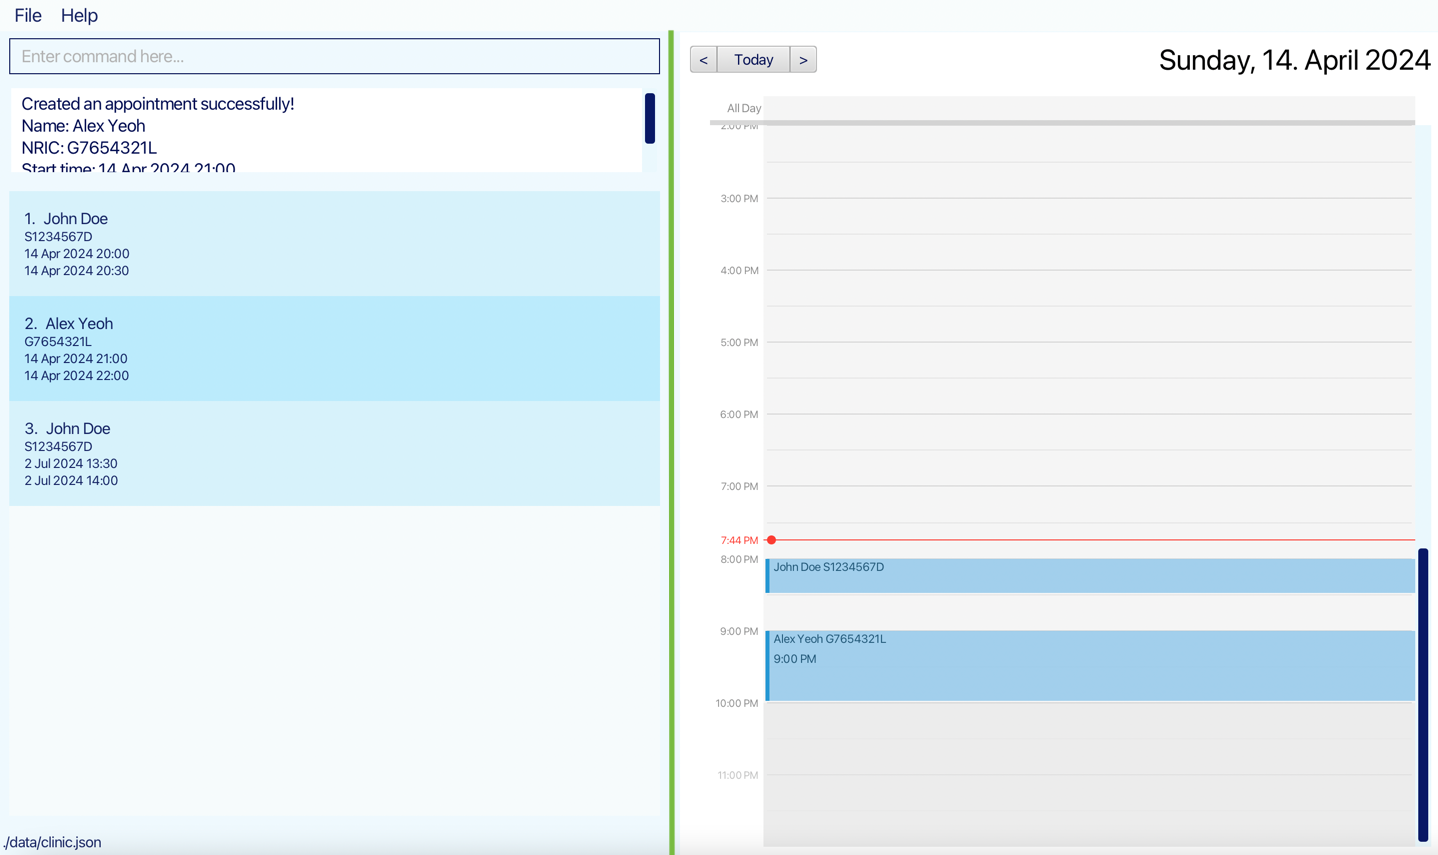 File Help
Enter command here...
Created an appointment successfully!
Name: Alex Yeoh
NRIC: G7654321L
Start time: 14 Apr 2024 21:00
1. John Doe
S1234567D
14 Apr 2024 20:00
14 Apr 2024 20:30
2. Alex Yeoh
G7654321L
14 Apr 2024 21:00
14 Apr 2024 22:00
3. John Doe
S1234567D
2 Jul 2024 13:30
2 Jul 2024 14:00
./data/clinic.json
< Today >
Sunday, 14. April 2024
All Day
2:00 PM
3:00 PM
4:00 PM
5:00 PM
6:00 PM
7:00 PM
7:44 PM
8:00 PM
John Doe S1234567D
9:00 PM
Alex Yeoh G7654321L
9:00 PM
10:00 PM
11:00 PM